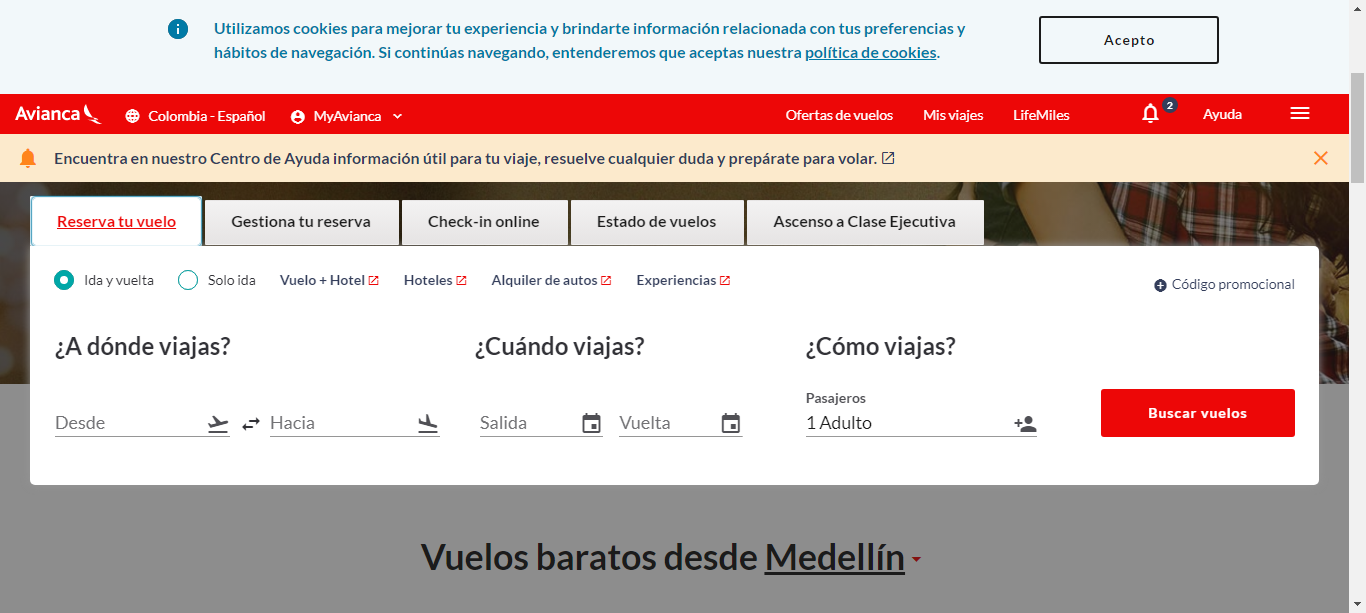 Utilizamos cookies para mejorar tu experiencia y brindarte información relacionada con tus preferencias y
hábitos de navegación. Si continúas navegando, entenderemos que aceptas nuestra política de cookies.
Acepto
Avianca
Colombia - Español
MyAvianca
Ofertas de vuelos
Mis viajes
LifeMiles
2
Ayuda
Encuentra en nuestro Centro de Ayuda información útil para tu viaje, resuelve cualquier duda y prepárate para volar.
Reserva tu vuelo
Gestiona tu reserva
Check-in online
Estado de vuelos
Ascenso a Clase Ejecutiva
Ida y vuelta
Solo ida
Vuelo + Hotel
Hoteles
Alquiler de autos
Experiencias
Código promocional
¿A dónde viajas?
¿Cuándo viajas?
¿Cómo viajas?
Pasajeros
Desde
Hacia
Salida
Vuelta
1 Adulto
Buscar vuelos
Vuelos baratos desde Medellín